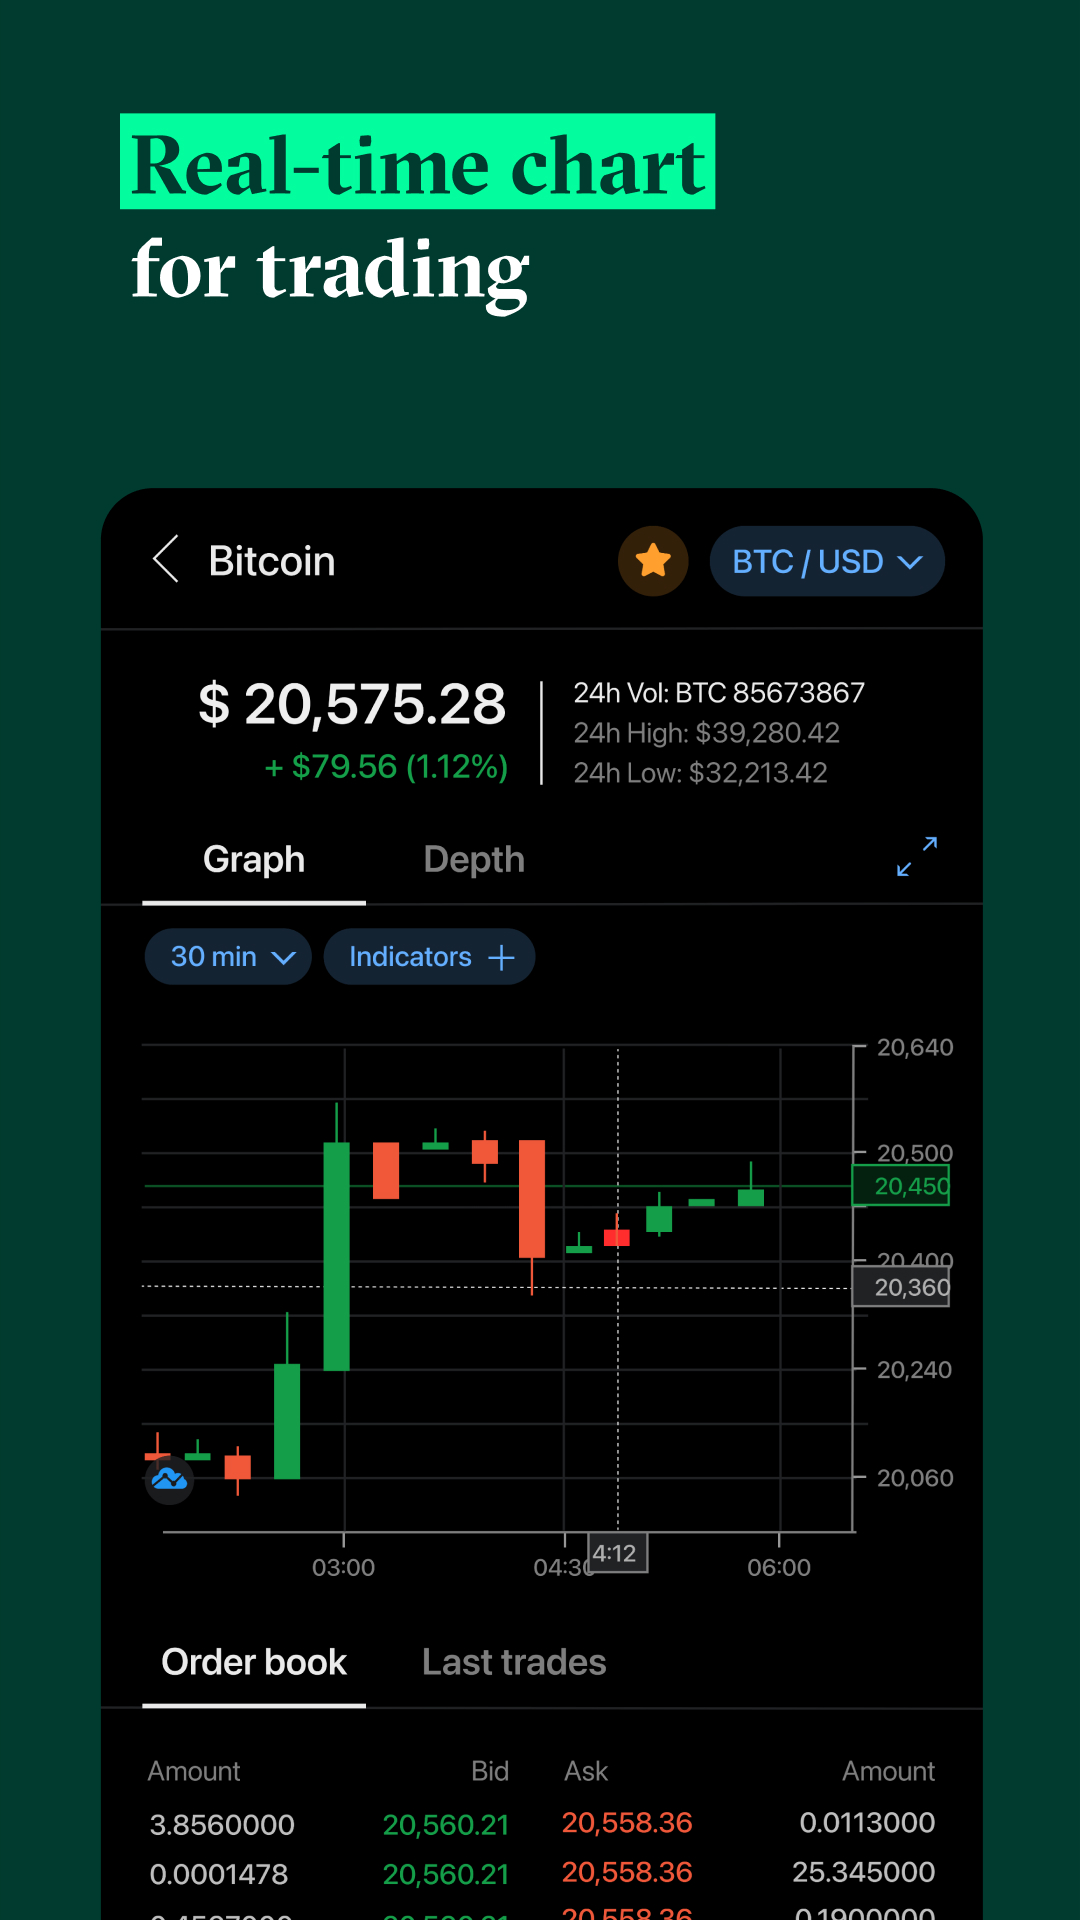 Real-time chart
for trading
Bitcoin
BTC / USD
$ 20,575.28
+ $79.56 (1.12%)
24h Vol: BTC 85673867
24h High: $39,280.42
24h Low: $32,213.42
Graph Depth
30 min Indicators
20,640
20,500
20,450
20,400
20,360
20,240
20,060
4:12
03:00 04:30 06:00
Order book Last trades
Amount Bid Ask Amount
3.8560000 20,560.21 20,558.36 0.0113000
0.0001478 20,560.21 20,558.36 25.345000
20,558.36 0.1900000